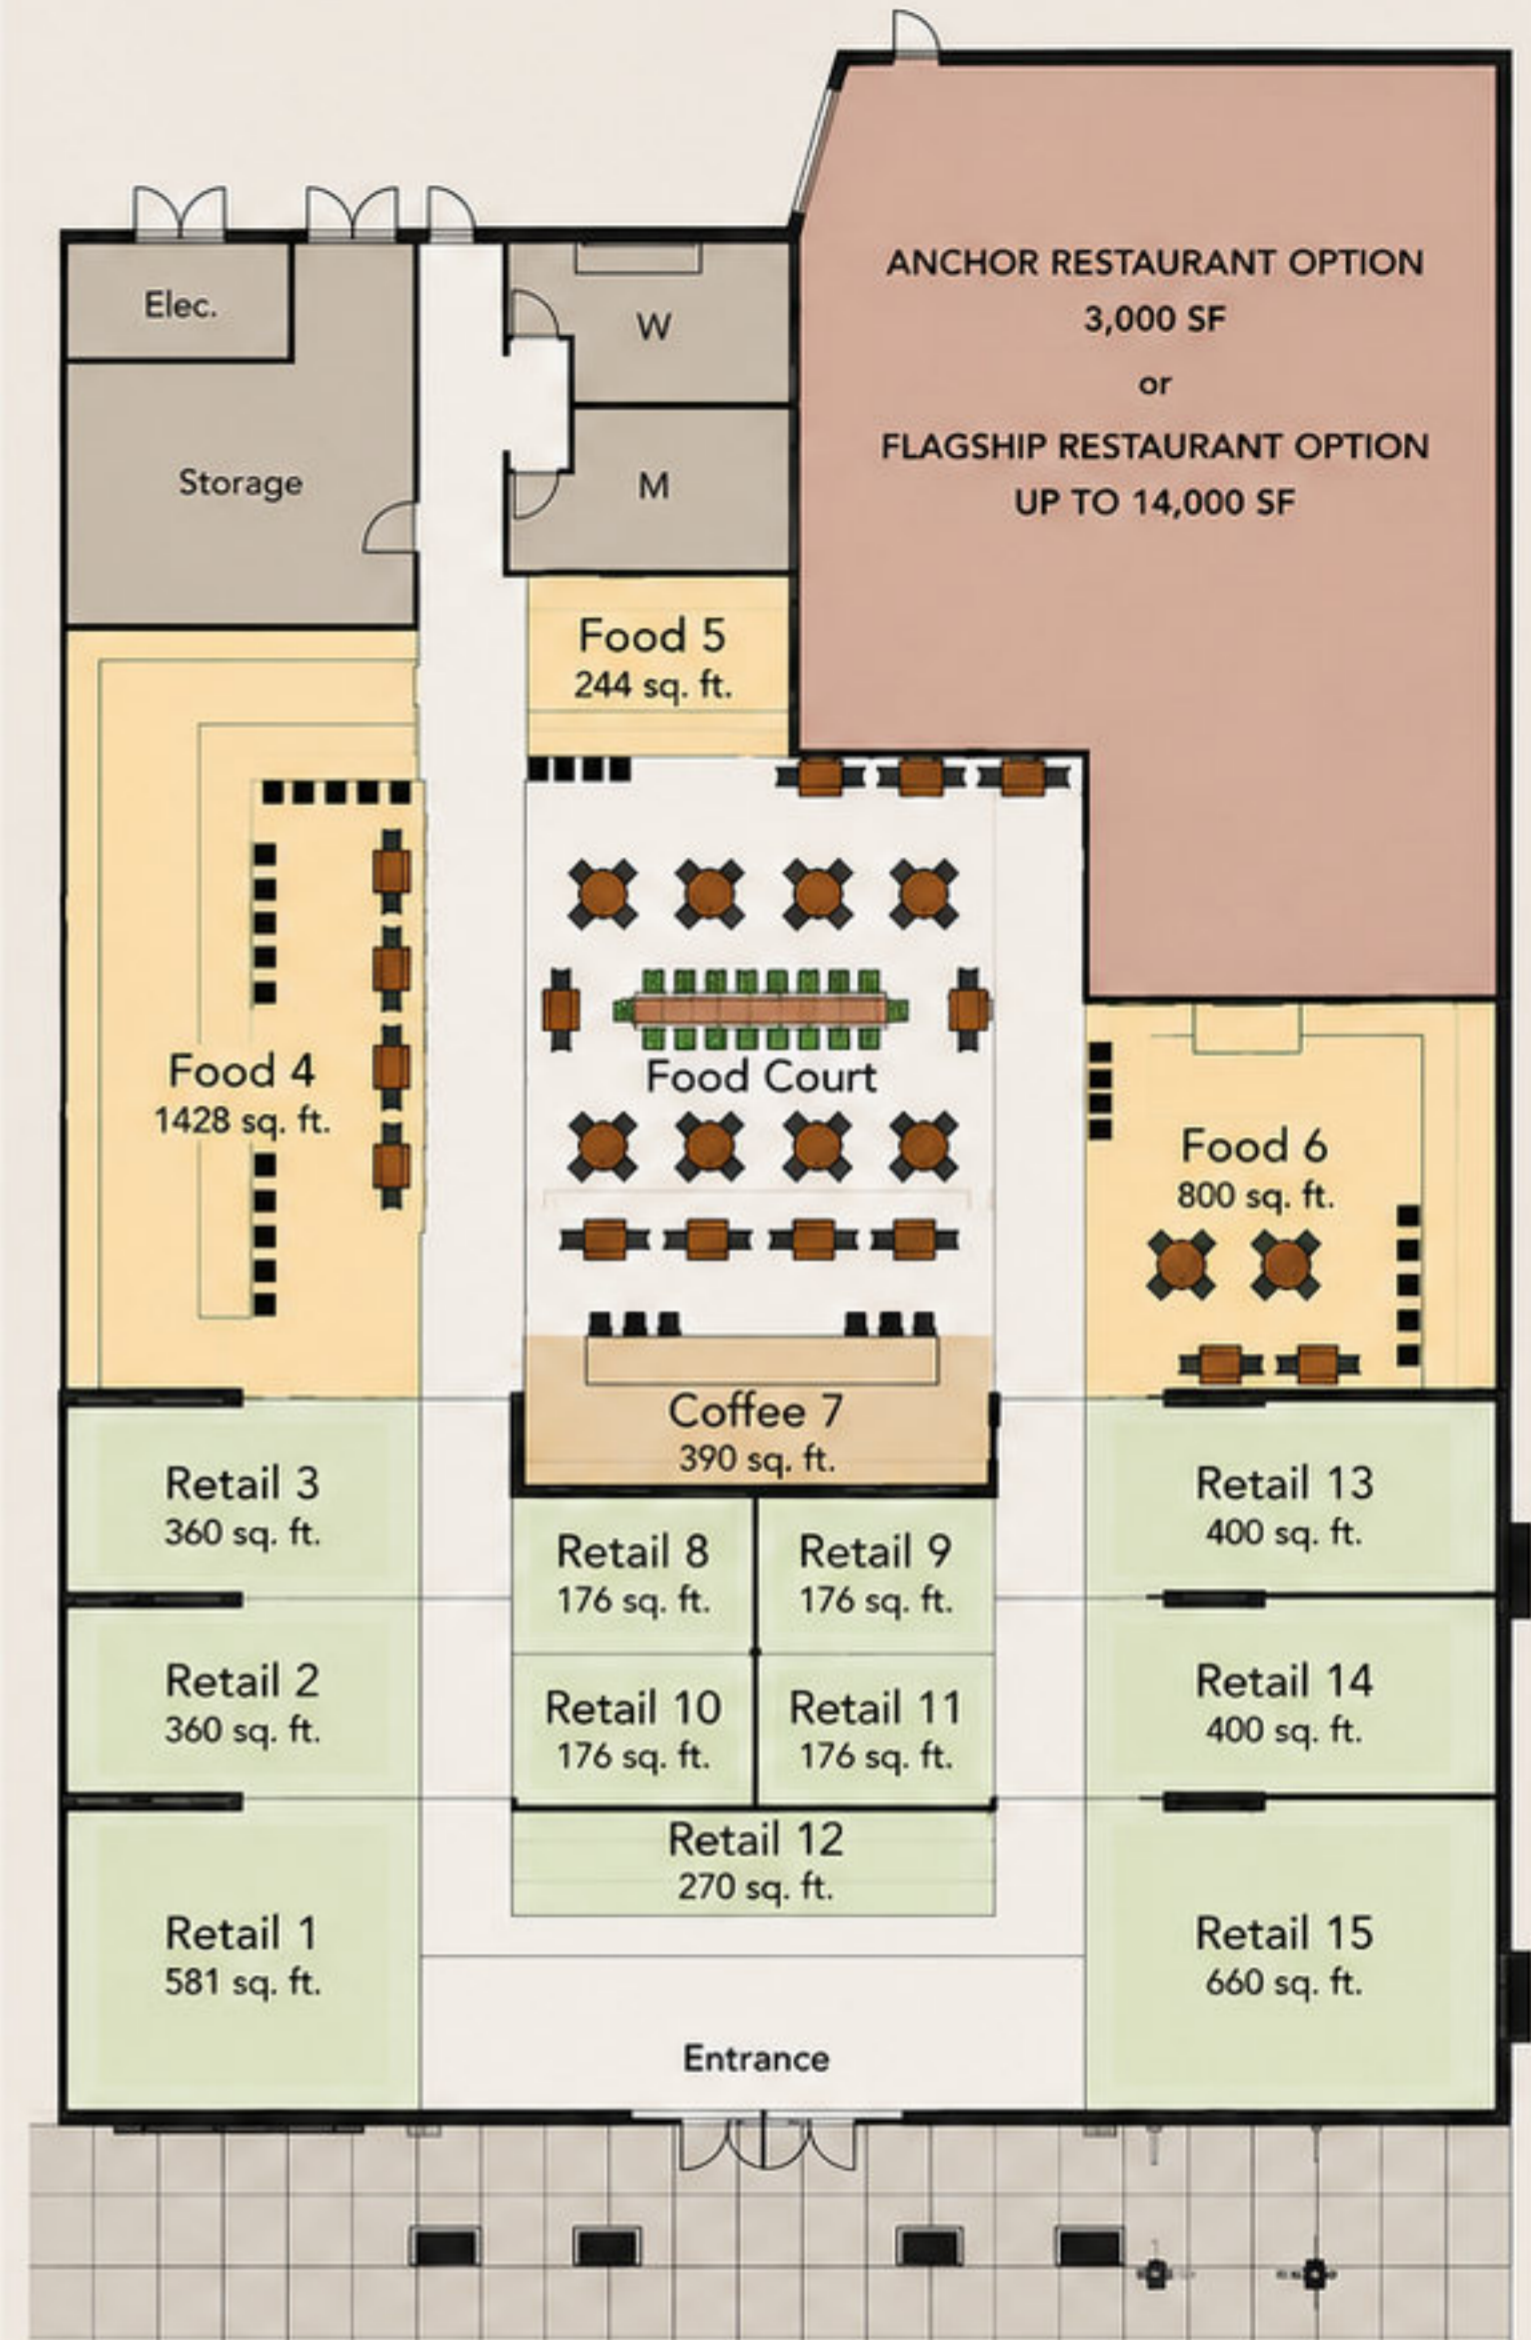 ANCHOR RESTAURANT OPTION
3,000 SF
or
FLAGSHIP RESTAURANT OPTION
UP TO 14,000 SF
Elec.
W
Storage
M
Food 5
244 sq. ft.
Food 4
1428 sq. ft.
Food Court
Food 6
800 sq. ft.
Coffee 7
390 sq. ft.
Retail 3
360 sq. ft.
Retail 8
176 sq. ft.
Retail 9
176 sq. ft.
Retail 13
400 sq. ft.
Retail 2
360 sq. ft.
Retail 10
176 sq. ft.
Retail 11
176 sq. ft.
Retail 14
400 sq. ft.
Retail 12
270 sq. ft.
Retail 1
581 sq. ft.
Retail 15
660 sq. ft.
Entrance